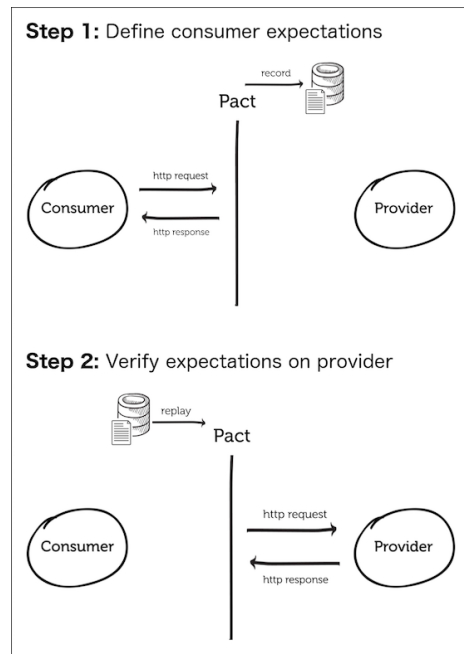 Step 1: Define consumer expectations
record
Pact
http request
Consumer
Provider
http response
Step 2: Verify expectations on provider
replay
Pact
http request
Consumer
Provider
http response